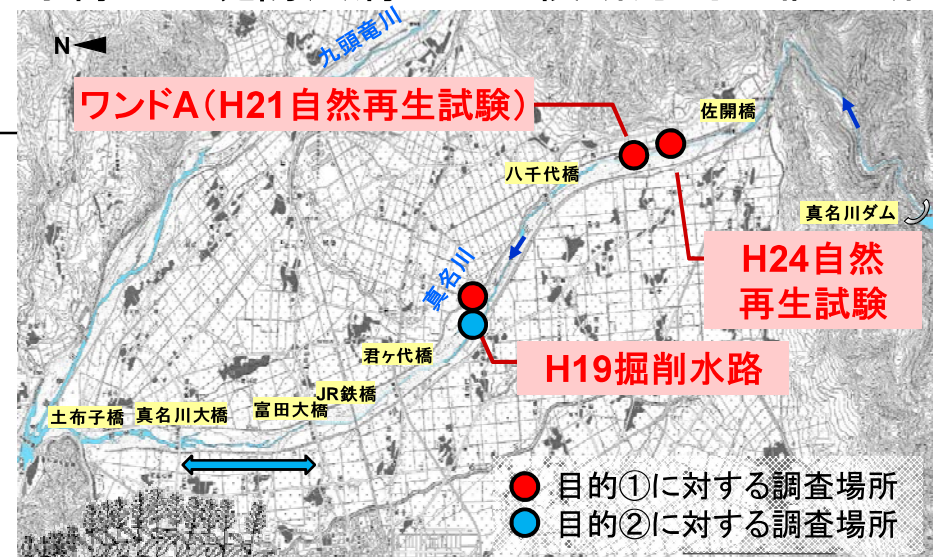 N
九頭竜川
ワンドA（H21自然再生試験）
佐開橋
八千代橋
真名川ダム
H24自然
再生試験
真名川
君ヶ代橋
H19掘削水路
JR鉄橋
富田大橋
真名川大橋
土布子橋
目的①に対する調査場所
目的②に対する調査場所